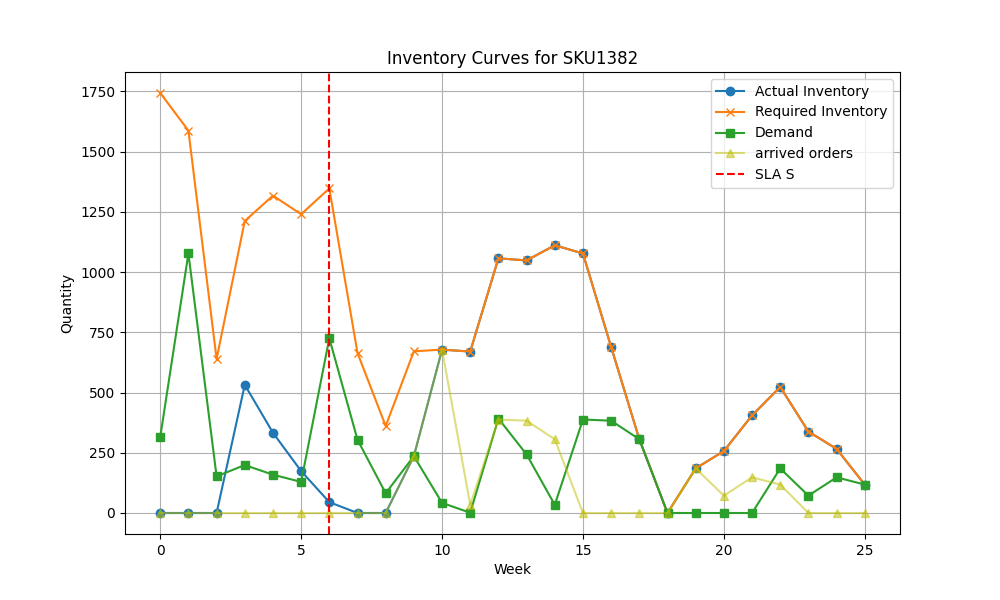 Inventory Curves for SKU1382
Actual Inventory
Required Inventory
Demand
arrived orders
SLA S
Quantity
1750
1500
1250
1000
750
500
250
0
0 5 10 15 20 25
Week